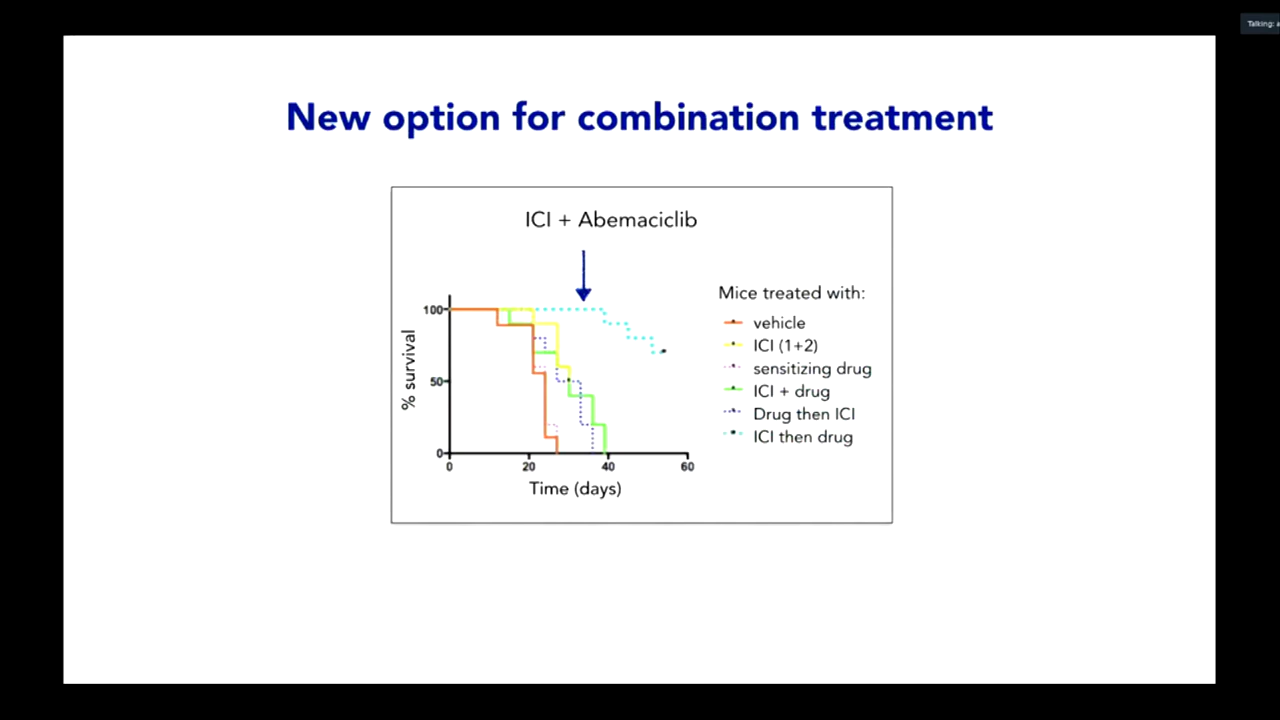 Talking: a
New option for combination treatment
ICI + Abemaciclib
Mice treated with:
vehicle
ICI (1+2)
sensitizing drug
ICI + drug
Drug then ICI
ICI then drug
% survival
100
50
0
0 20 40 60
Time (days)